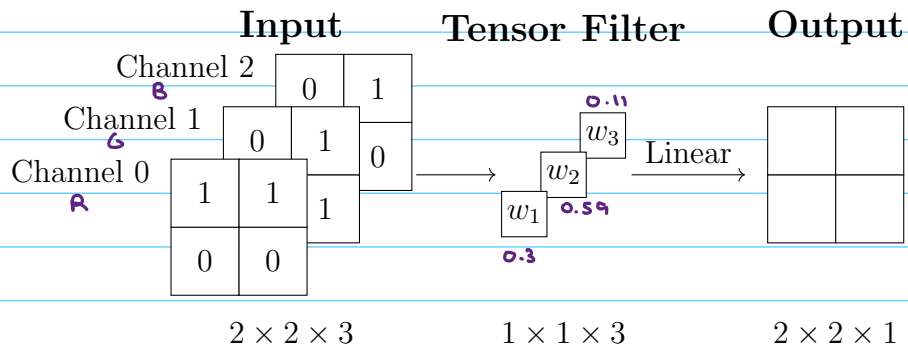 Input Tensor Filter Output
Channel 2
B
0 1
0.11
Channel 1
G
0 1
w₃
0
Linear
Channel 0
R
1 1
w₂
0.59
1
w₁
0.3
0 0
2 × 2 × 3 1 × 1 × 3 2 × 2 × 1